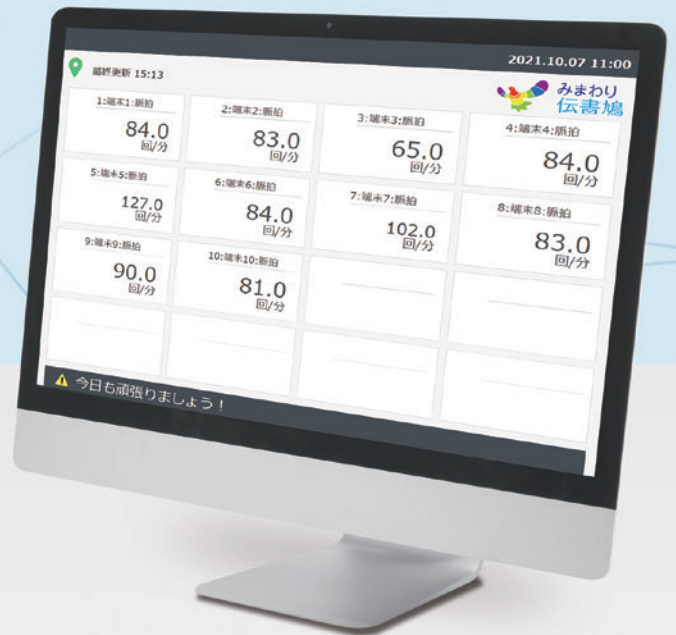 2021.10.07 11:00
最終更新 15:13
みまわり
伝書鳩
1:端末1:脈拍
84.0
回/分
2:端末2:脈拍
83.0
回/分
3:端末3:脈拍
65.0
回/分
4:端末4:脈拍
84.0
回/分
5:端末5:脈拍
127.0
回/分
6:端末6:脈拍
84.0
回/分
7:端末7:脈拍
102.0
回/分
8:端末8:脈拍
83.0
回/分
9:端末9:脈拍
90.0
回/分
10:端末10:脈拍
81.0
回/分
今日も頑張りましょう！